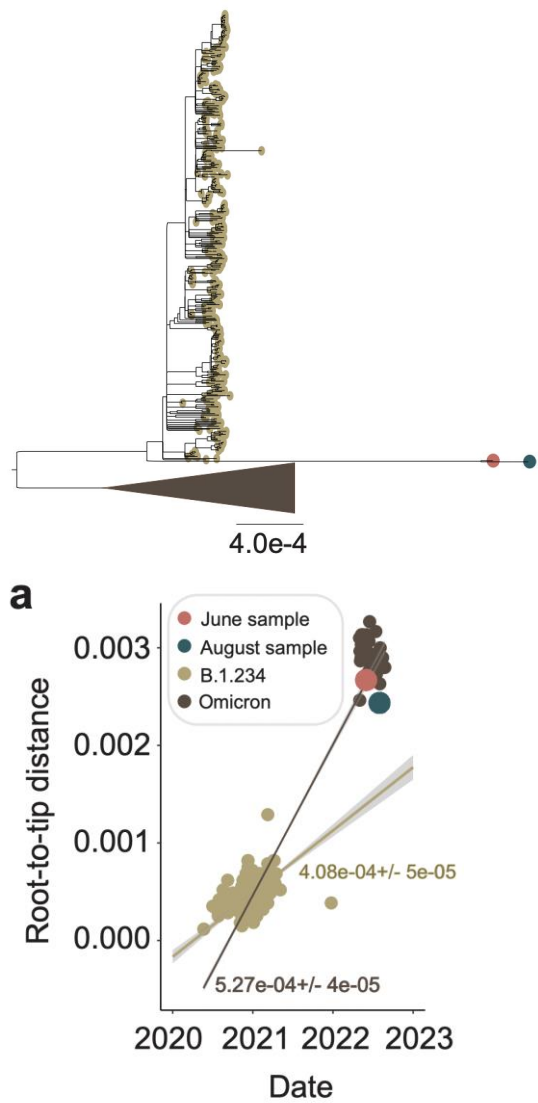 4.0e-4
a
June sample
August sample
B.1.234
Omicron
0.003
0.002
0.001
0.000
Root-to-tip distance
4.08e-04+/- 5e-05
5.27e-04+/- 4e-05
2020 2021 2022 2023
Date